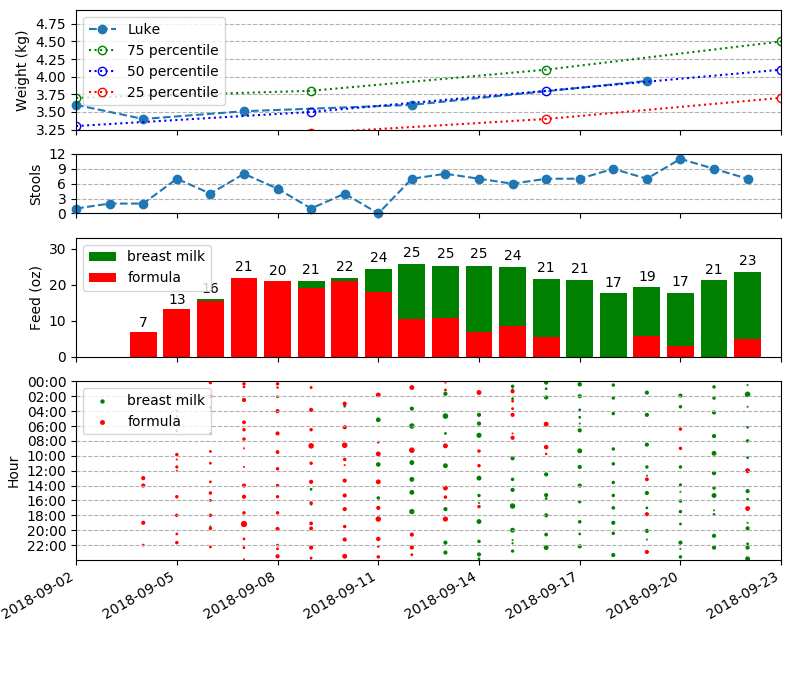 Weight (kg)
4.75
4.50
4.25
4.00
3.75
3.50
3.25
Luke
75 percentile
50 percentile
25 percentile
Stools
12
9
6
3
0
Feed (oz)
30
20
10
0
breast milk
formula
7 13 16 21 20 21 22 24 25 25 25 24 21 21 17 19 17 21 23
Hour
00:00
02:00
04:00
06:00
08:00
10:00
12:00
14:00
16:00
18:00
20:00
22:00
breast milk
formula
2018-09-02 2018-09-05 2018-09-08 2018-09-11 2018-09-14 2018-09-17 2018-09-20 2018-09-23